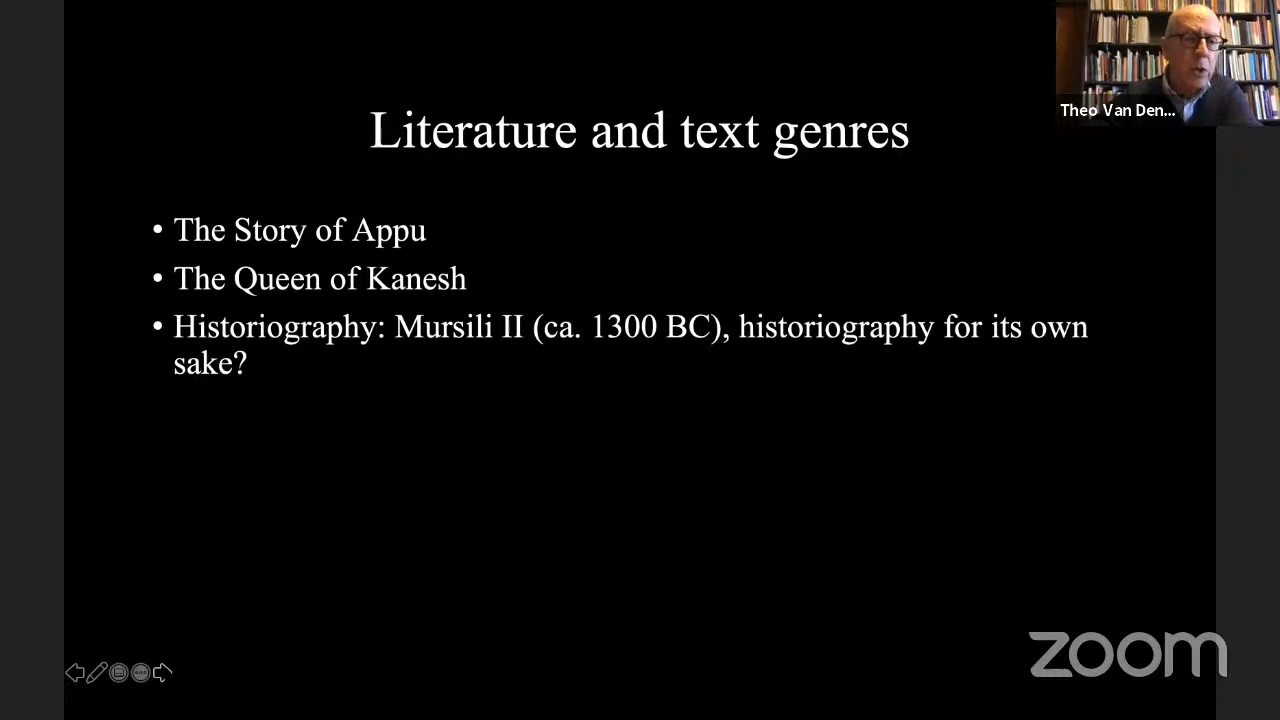 Theo Van Den...
Literature and text genres
• The Story of Appu
• The Queen of Kanesh
• Historiography: Mursili II (ca. 1300 BC), historiography for its own
sake?
zoom